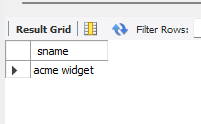 Result Grid Filter Rows:
sname
acme widget